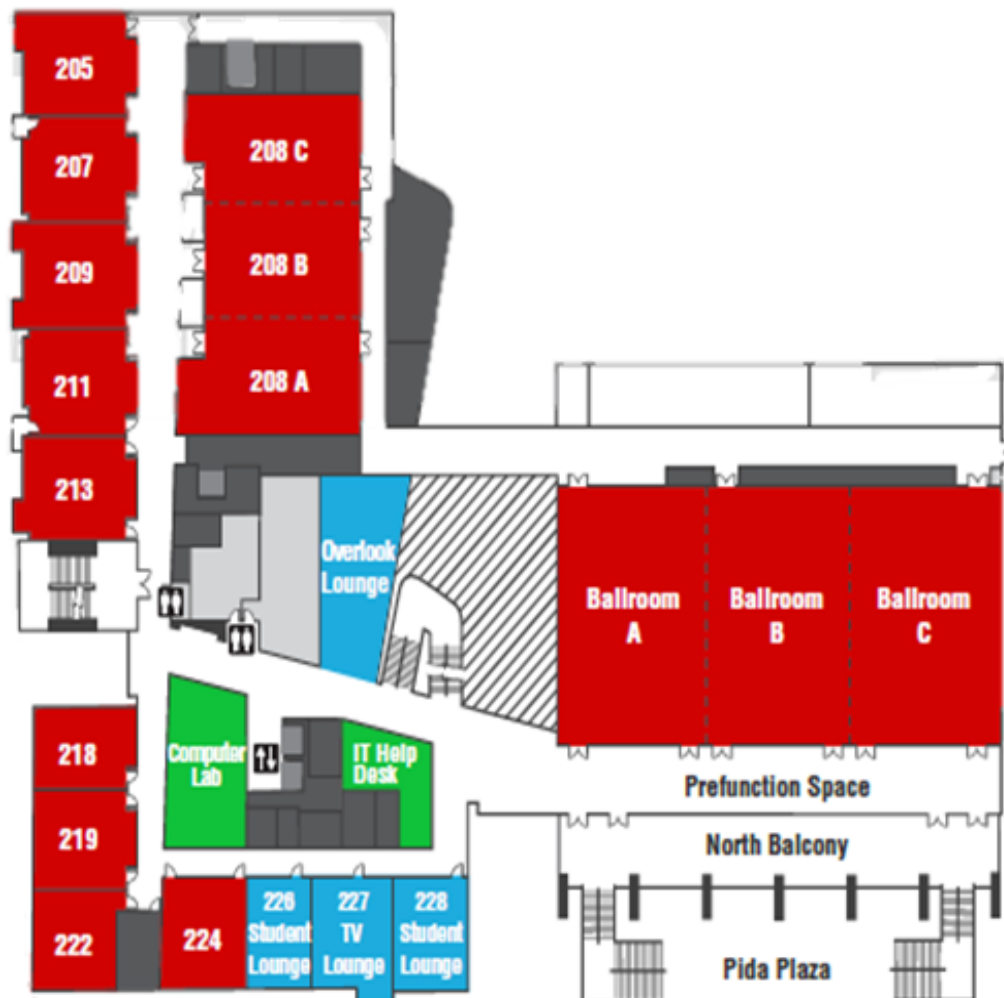 205
207
209
211
213
208 C
208 B
208 A
Overlook
Lounge
Ballroom
A
Ballroom
B
Ballroom
C
218
219
222
Computer
Lab
IT Help
Desk
224
226
Student
Lounge
227
TV
Lounge
228
Student
Lounge
Prefunction Space
North Balcony
Pida Plaza